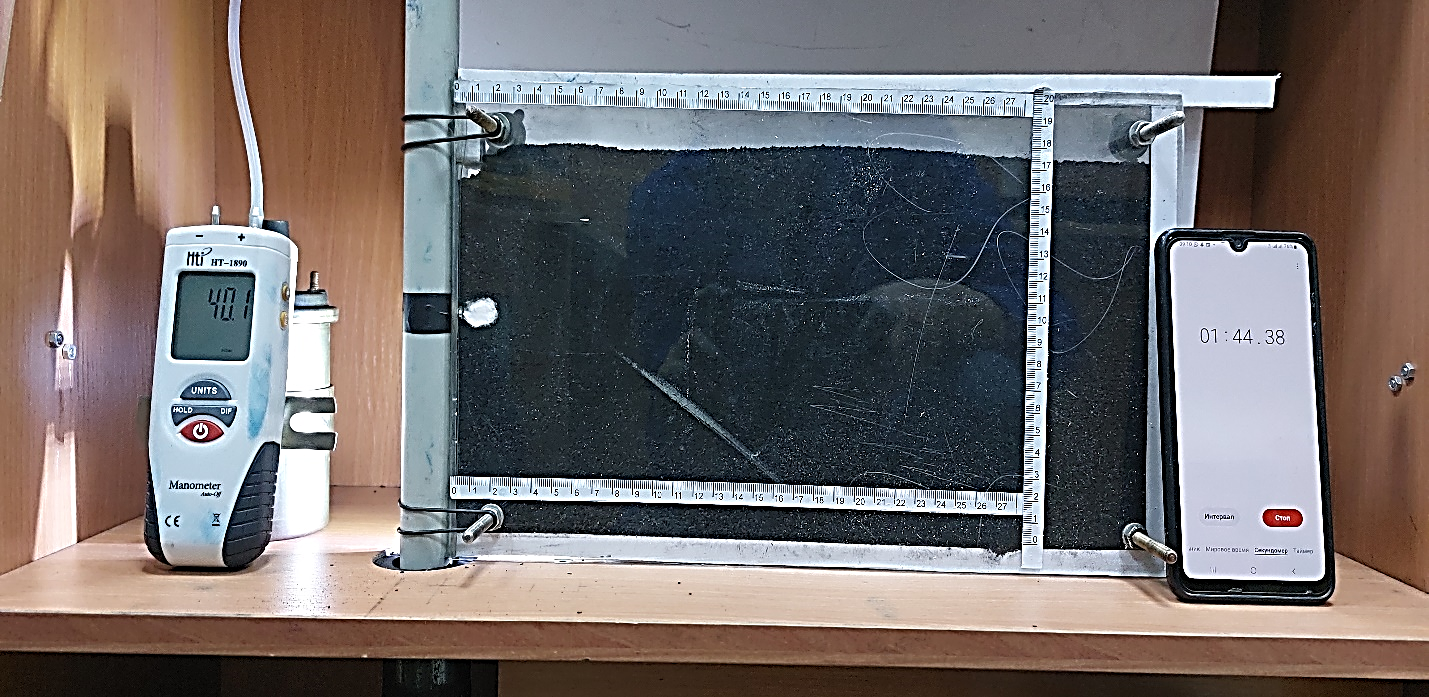 0 1 2 3 4 5 6 7 8 9 10 11 12 13 14 15 16 17 18 19 20 21 22 23 24 25 26 27
20
19
18
17
16
15
14
13
12
11
10
9
8
7
6
5
4
3
2
1
0
− +
hti HT-1890
40.1
UNITS
HOLD DIF
Manometer
Auto-Off
CE
0 1 2 3 4 5 6 7 8 9 10 11 12 13 14 15 16 17 18 19 20 21 22 23 24 25 26 27
01:44.38
Интервал Стоп
Мировое время Секундомер Таймер